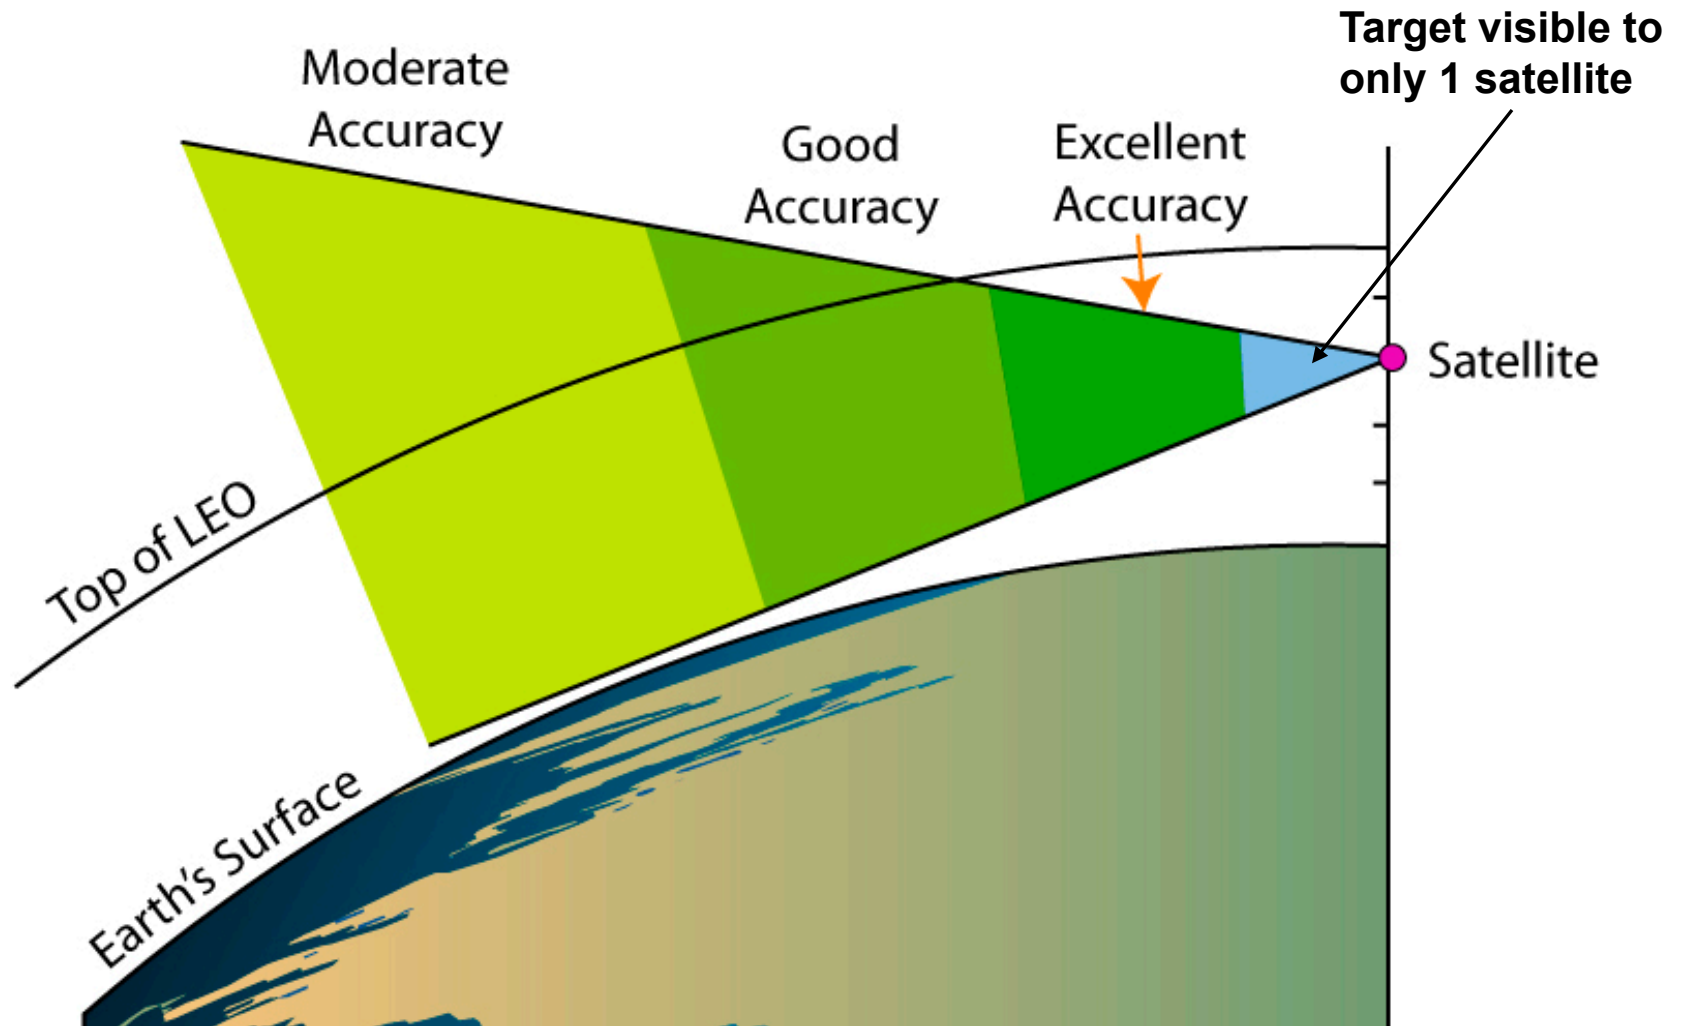 Target visible to
only 1 satellite
Moderate
Accuracy
Good
Accuracy
Excellent
Accuracy
Satellite
Top of LEO
Earth's Surface